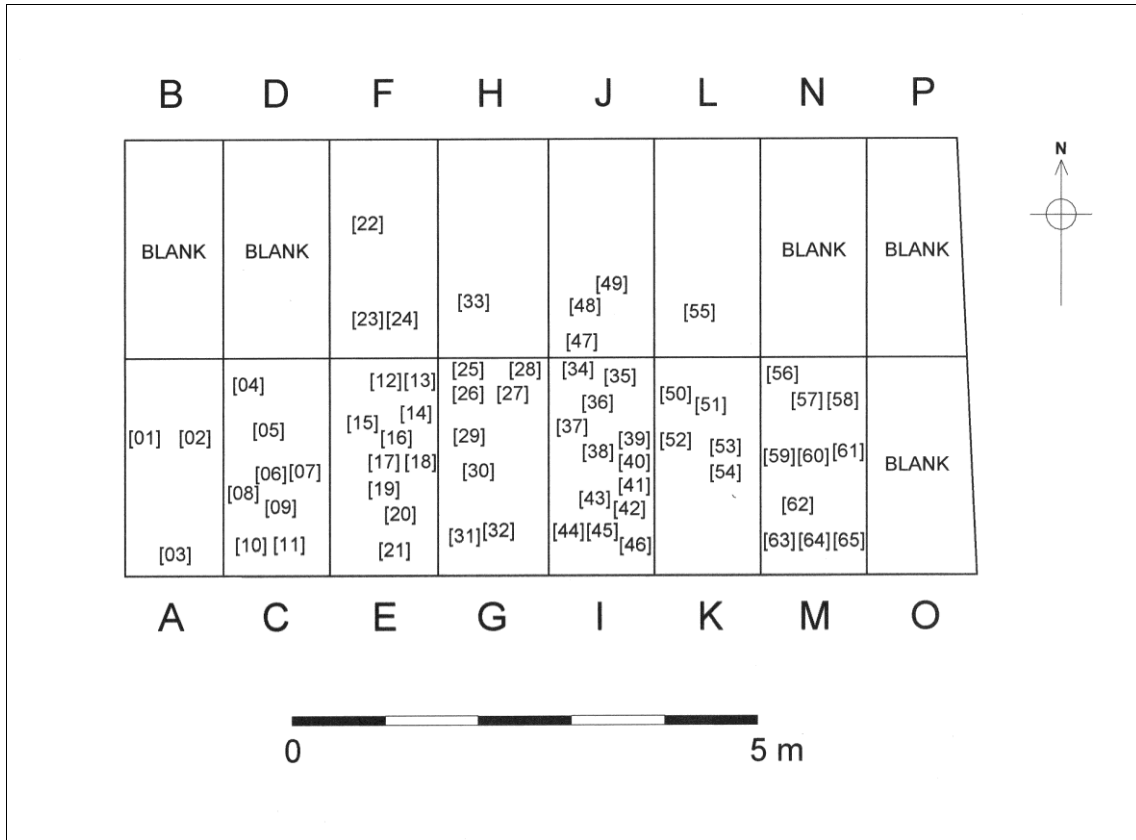 B D F H J L N P
N
[22]
BLANK BLANK BLANK BLANK
[49]
[33] [48]
[55]
[23][24]
[47]
[25] [28] [34] [35] [56]
[04] [12][13]
[26] [27] [50] [51] [57][58]
[36]
[15] [14]
[37]
[01] [02] [05] [16] [29] [39] [52] [53]
[38] [59][60] [61]
[17] [18] [40] BLANK
[06][07] [30] [54]
[08] [19] [41]
[43]
[09] [20] [42] [62]
[31] [32] [44][45]
[10] [11] [46] [63][64][65]
[03] [21]
A C E G I K M O
0 5 m